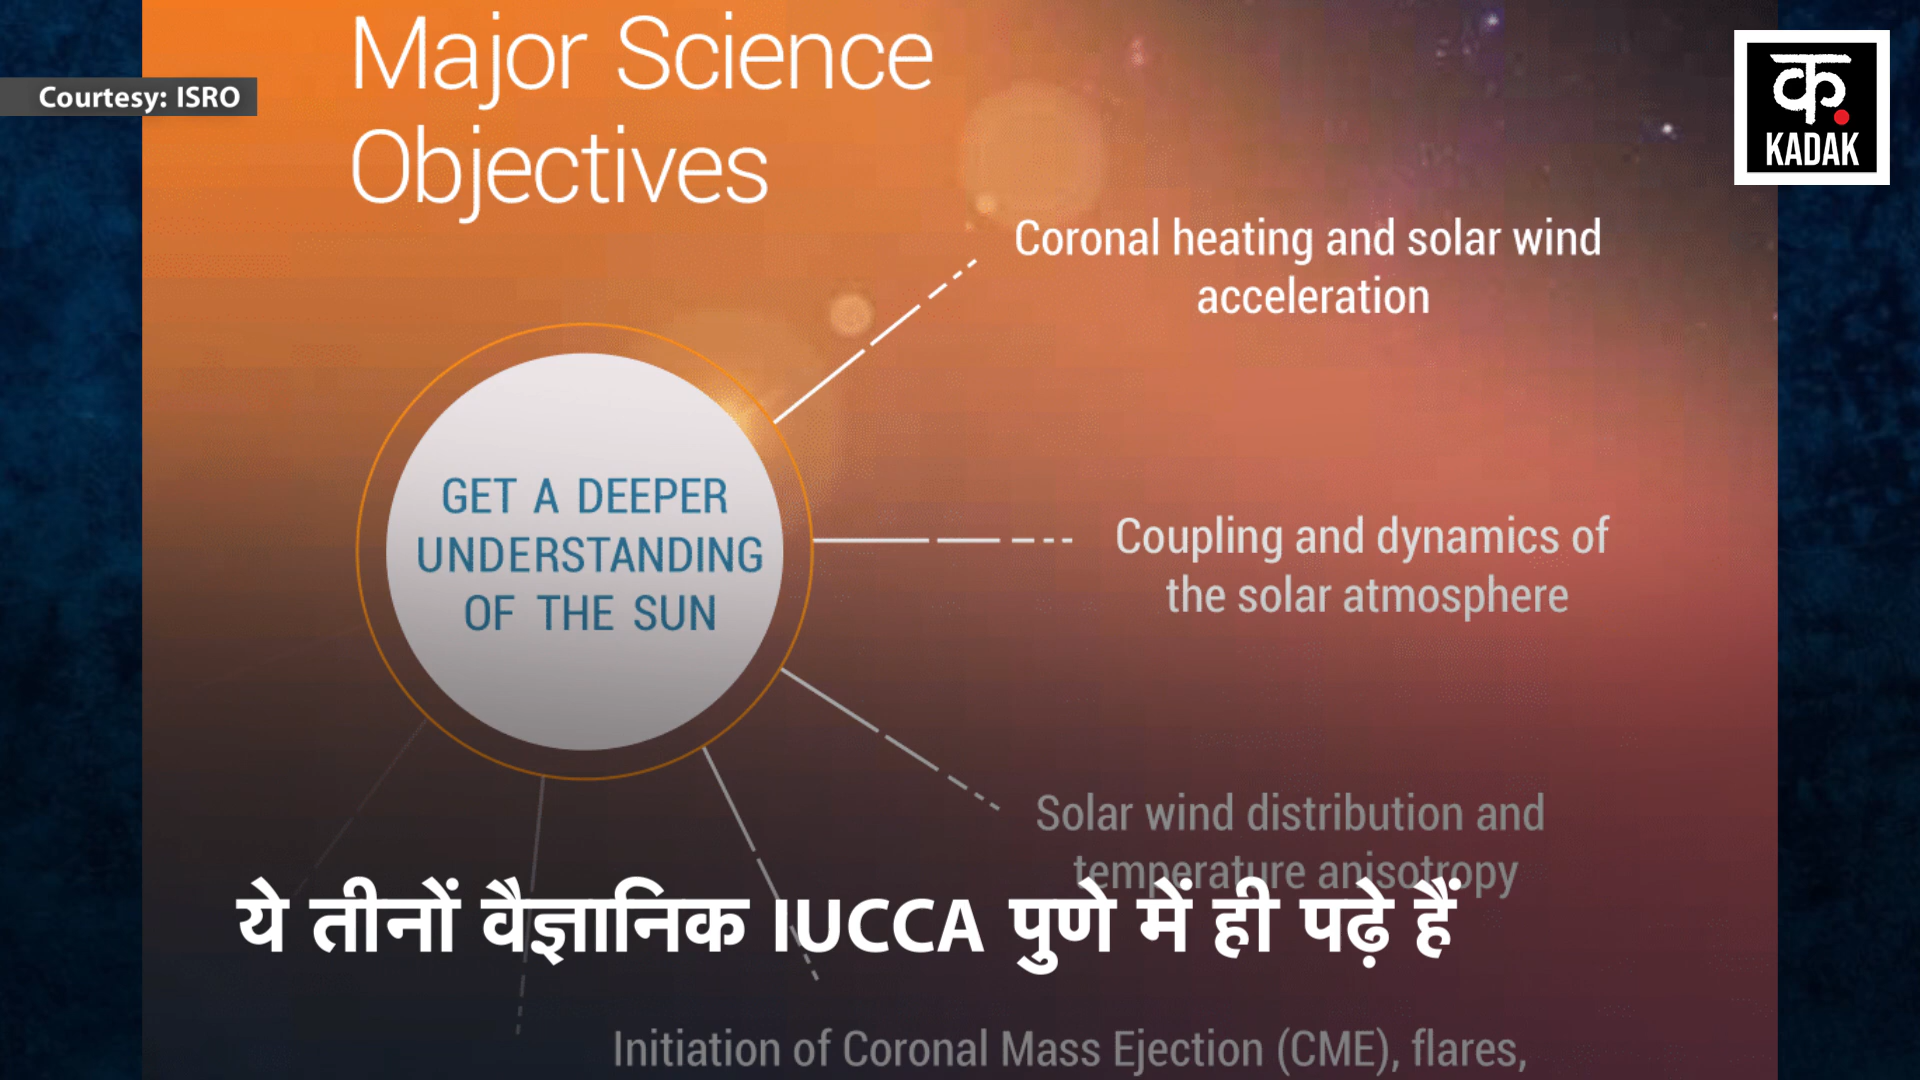 Major Science
Objectives
Courtesy: ISRO
क
KADAK
Coronal heating and solar wind
acceleration
GET A DEEPER
UNDERSTANDING
OF THE SUN
Coupling and dynamics of
the solar atmosphere
Solar wind distribution and
temperature anisotropy
ये तीनों वैज्ञानिक IUCCA पुणे में ही पढ़े हैं
Initiation of Coronal Mass Ejection (CME), flares,